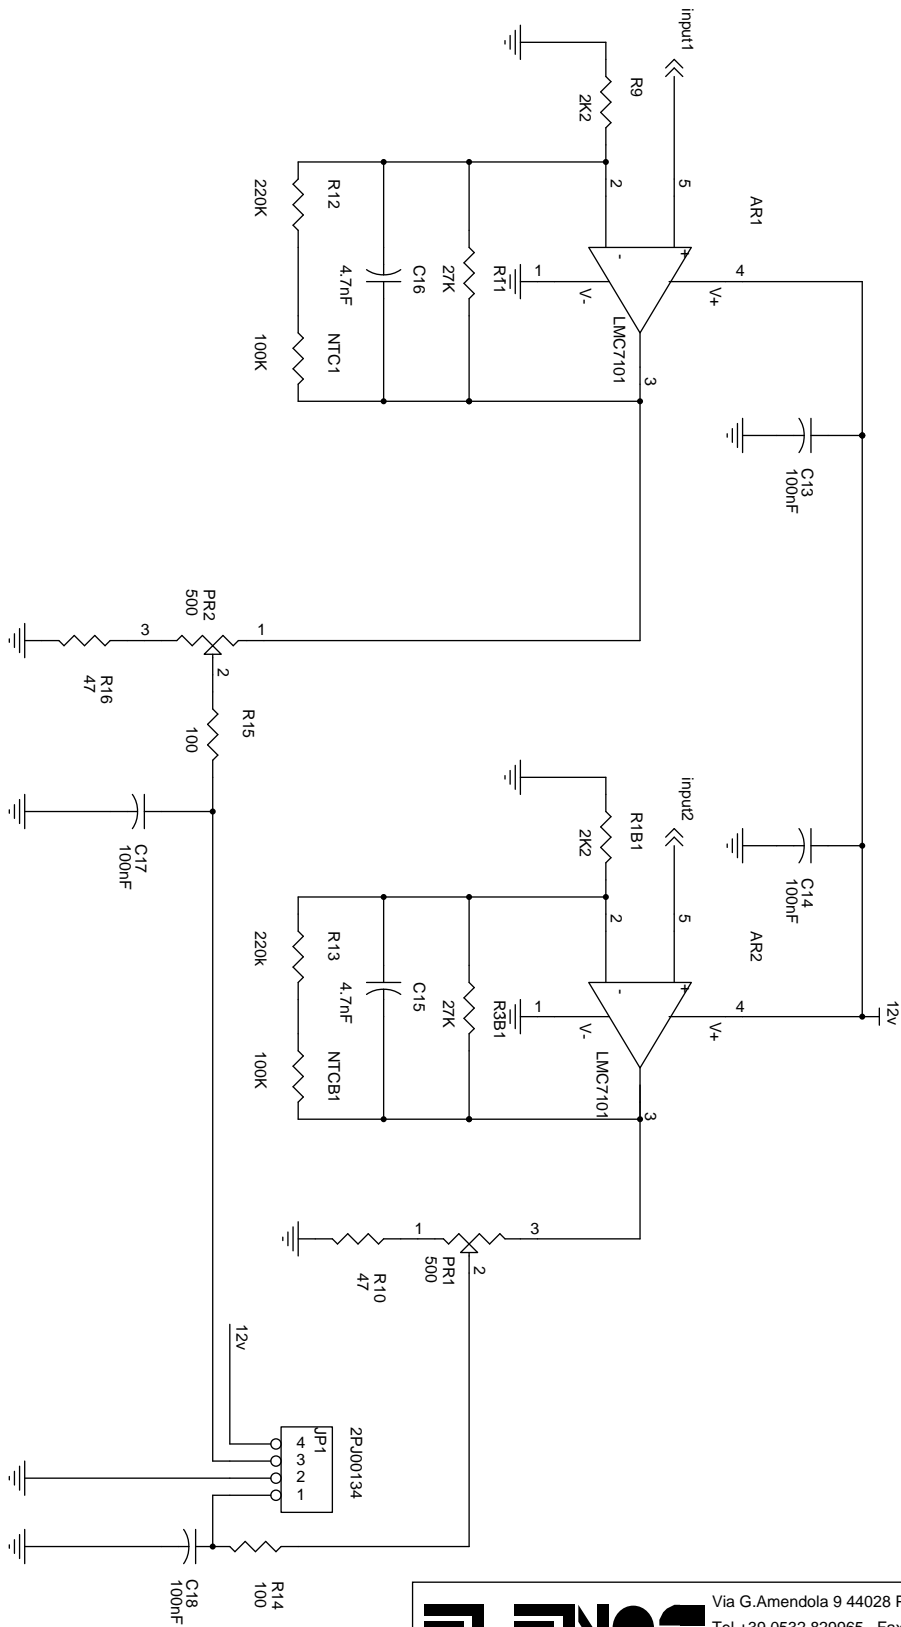 input1
R9
2K2
5
2
AR1
+
-
4
V+
1
V-
LMC7101
3
R11
27K
C16
4.7nF
R12
220K
NTC1
100K
C13
100nF
PR2
500
1
2
3
R16
47
R15
100
C17
100nF
input2
R1B1
2K2
5
2
AR2
+
-
4
V+
1
V-
LMC7101
3
R3B1
27K
C15
4.7nF
R13
220k
NTCB1
100K
C14
100nF
12v
PR1
500
3
2
1
R10
47
12v
2PJ00134
JP1
4
3
2
1
R14
100
C18
100nF
Via G.Amendola 9 44028